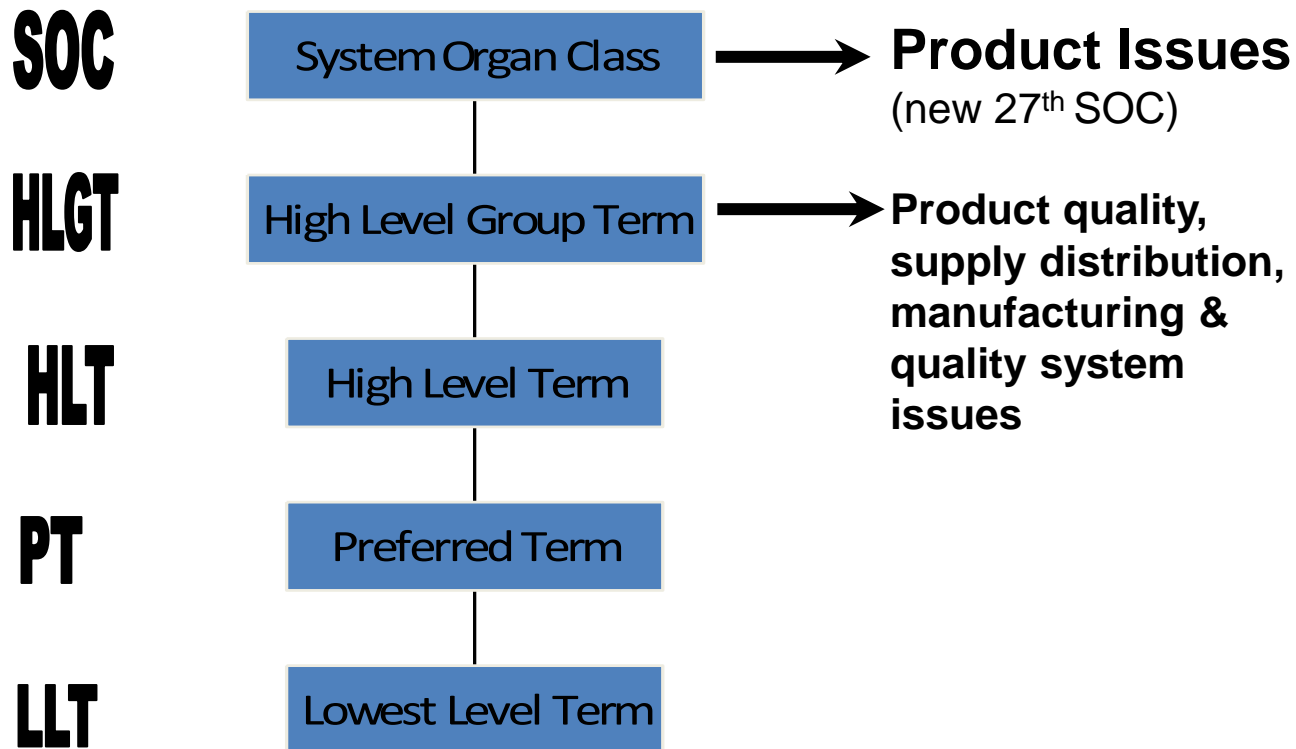 SOC
System Organ Class
Product Issues
(new 27th SOC)
HLGT
High Level Group Term
Product quality,
supply distribution,
manufacturing &
quality system
issues
HLT
High Level Term
PT
Preferred Term
LLT
Lowest Level Term